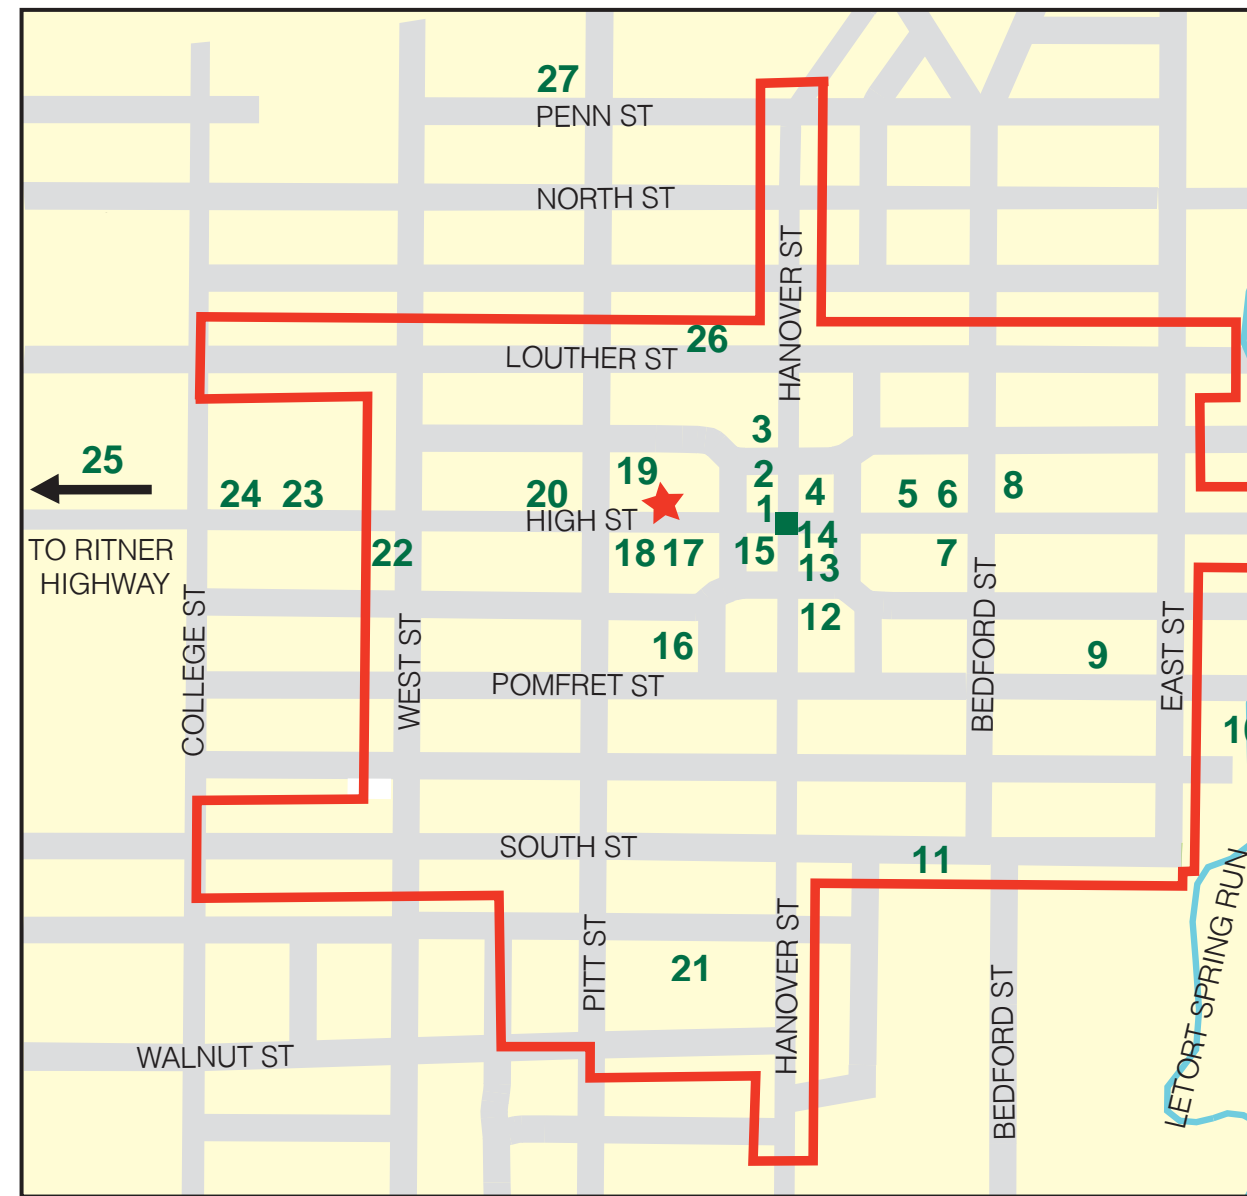 27
PENN ST
NORTH ST
HANOVER ST
26
LOUTHER ST
3
25
19
2
24 23
20
4
5 6
8
1
HIGH ST
14
TO RITNER
HIGHWAY
22
18 17
15
13
7
12
COLLEGE ST
WEST ST
16
BEDFORD ST
9
EAST ST
POMFRET ST
SOUTH ST
11
PITT ST
21
HANOVER ST
BEDFORD ST
LETORT SPRING RUN
WALNUT ST